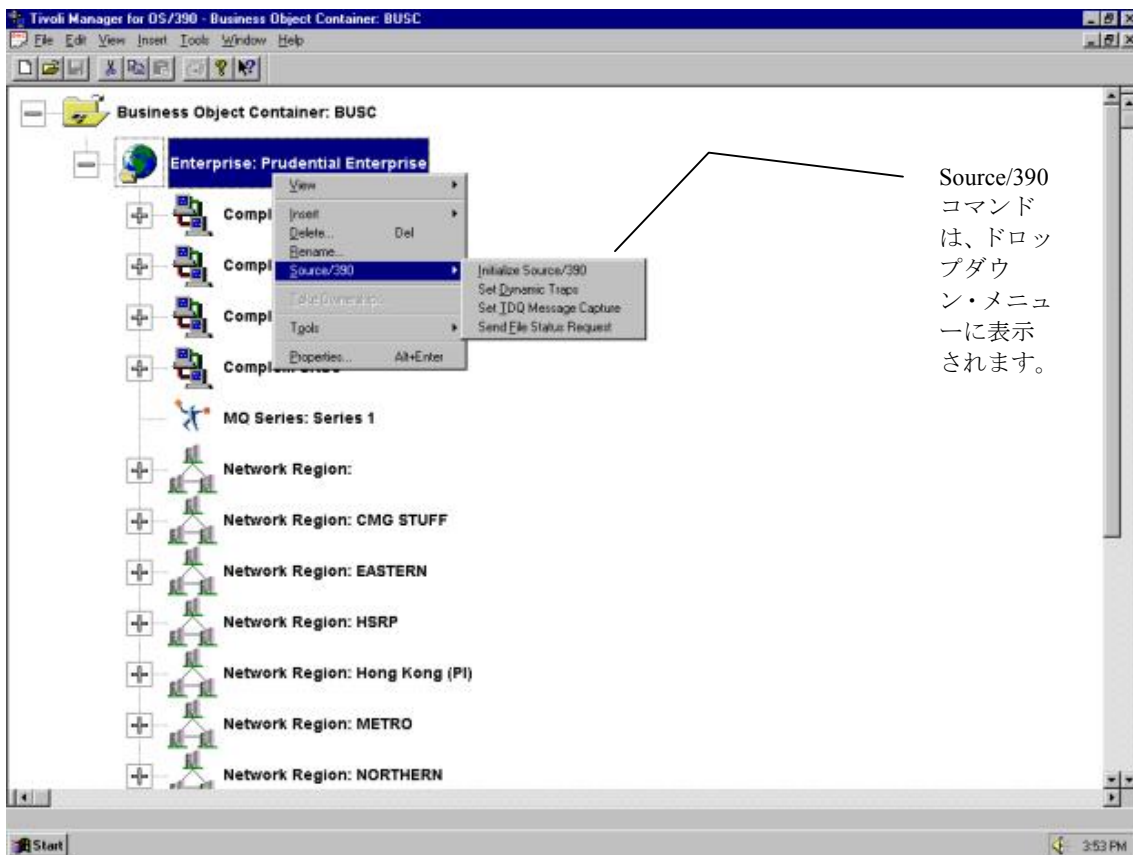 Tivoli Manager for OS/390 - Business Object Container: BUSC
File Edit View Insert Tools Window Help
Business Object Container: BUSC
Enterprise: Prudential Enterprise
Compl
Compl
Compl
Compl
View
Insert
Delete... Del
Rename...
Source/390
Take Ownership
Tools
Properties... Alt+Enter
Initialize Source/390
Set Dynamic Traps
Set TDQ Message Capture
Send File Status Request
MQ Series: Series 1
Network Region:
Network Region: CMG STUFF
Network Region: EASTERN
Network Region: HSRP
Network Region: Hong Kong (PI)
Network Region: METRO
Network Region: NORTHERN
Source/390
コマンド
は、ドロッ
プダウ
ン・メニュ
ーに表示
されます。
Start
3:53 PM